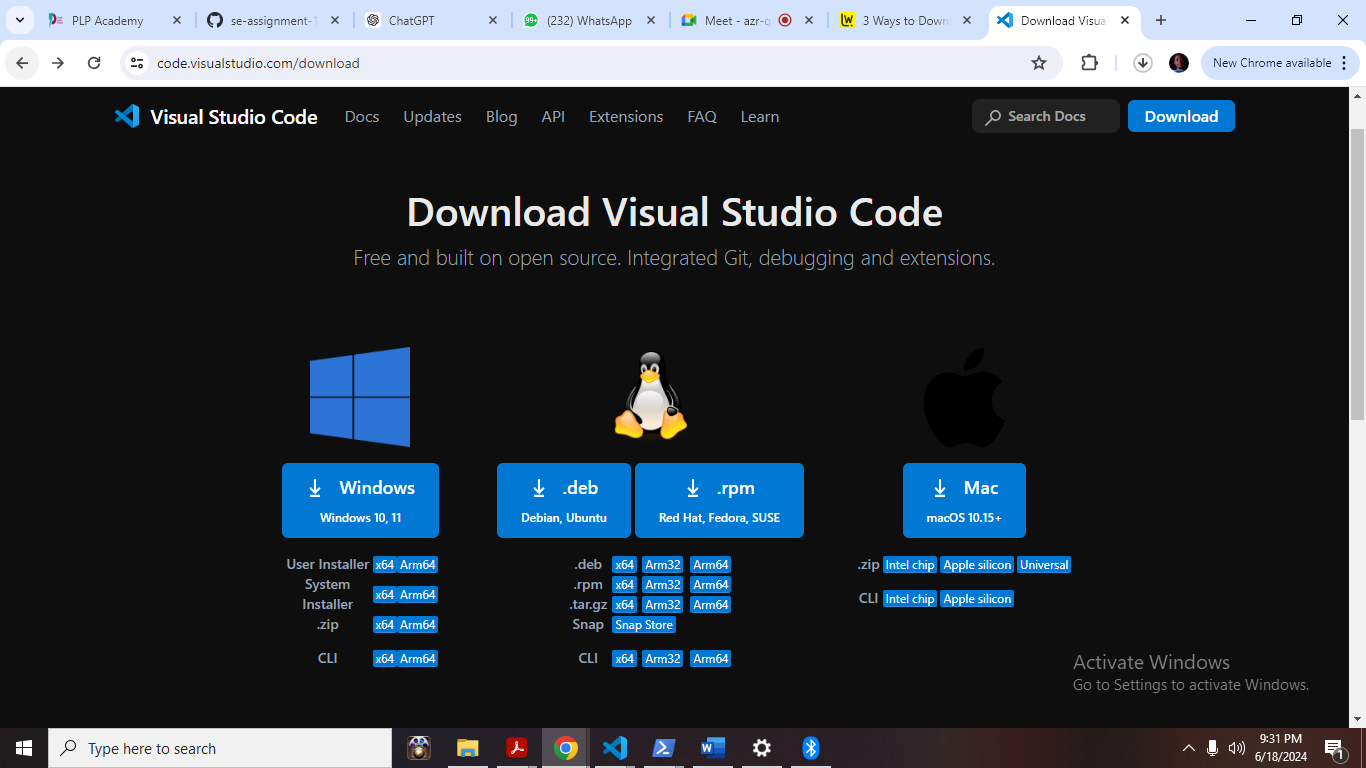 PLP Academy
se-assignment-1
ChatGPT
(232) WhatsApp
Meet - azr-q
3 Ways to Down
Download Visua
code.visualstudio.com/download
New Chrome available
Visual Studio Code
Docs
Updates
Blog
API
Extensions
FAQ
Learn
Search Docs
Download
Download Visual Studio Code
Free and built on open source. Integrated Git, debugging and extensions.
Windows
Windows 10, 11
.deb
Debian, Ubuntu
.rpm
Red Hat, Fedora, SUSE
Mac
macOS 10.15+
User Installer x64 Arm64
System Installer x64 Arm64
.zip x64 Arm64
CLI x64 Arm64
.deb x64 Arm32 Arm64
.rpm x64 Arm32 Arm64
.tar.gz x64 Arm32 Arm64
Snap Snap Store
CLI x64 Arm32 Arm64
.zip Intel chip Apple silicon Universal
CLI Intel chip Apple silicon
Activate Windows
Go to Settings to activate Windows.
Type here to search
9:31 PM
6/18/2024
1